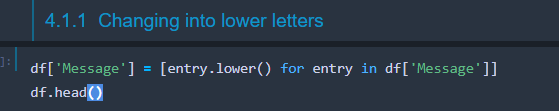 4.1.1 Changing into lower letters
]: df['Message'] = [entry.lower() for entry in df['Message']]
df.head()